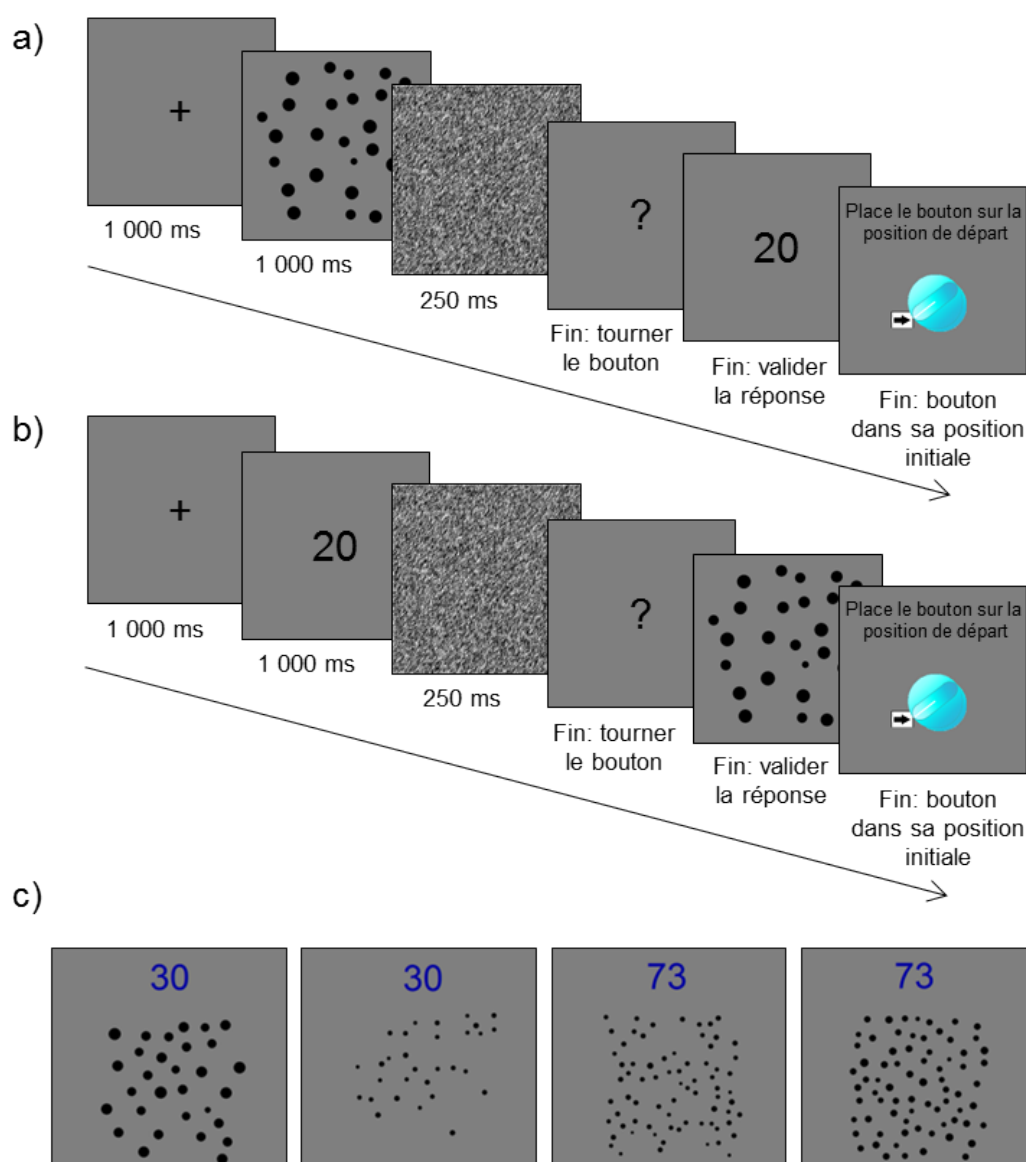 a)
+
1 000 ms
1 000 ms
250 ms
?
Fin: tourner
le bouton
20
Fin: valider
la réponse
Place le bouton sur la
position de départ
Fin: bouton
dans sa position
initiale
b)
+
1 000 ms
20
1 000 ms
250 ms
?
Fin: tourner
le bouton
Fin: valider
la réponse
Place le bouton sur la
position de départ
Fin: bouton
dans sa position
initiale
c)
30
30
73
73